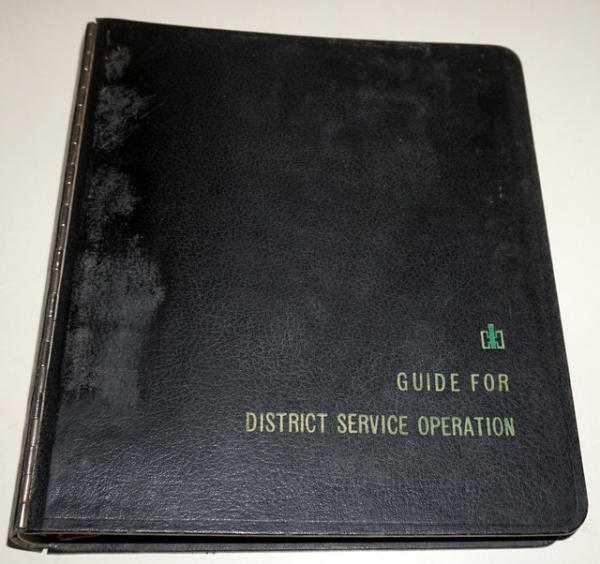 GUIDE FOR
DISTRICT SERVICE OPERATION